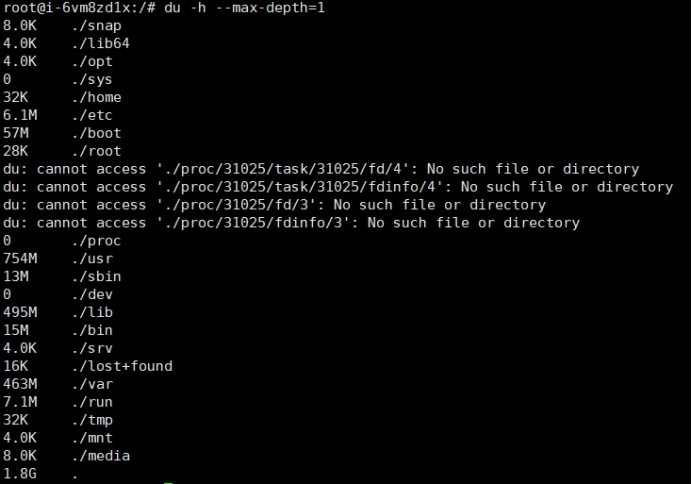 root@i-6vm8zd1x:/# du -h --max-depth=1
8.0K    ./snap
4.0K    ./lib64
4.0K    ./opt
0       ./sys
32K     ./home
6.1M    ./etc
57M     ./boot
28K     ./root
du: cannot access './proc/31025/task/31025/fd/4': No such file or directory
du: cannot access './proc/31025/task/31025/fdinfo/4': No such file or directory
du: cannot access './proc/31025/fd/3': No such file or directory
du: cannot access './proc/31025/fdinfo/3': No such file or directory
0       ./proc
754M    ./usr
13M     ./sbin
0       ./dev
495M    ./lib
15M     ./bin
4.0K    ./srv
16K     ./lost+found
463M    ./var
7.1M    ./run
32K     ./tmp
4.0K    ./mnt
8.0K    ./media
1.8G    .